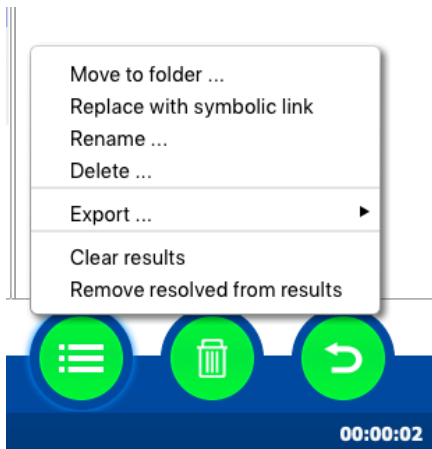 Move to folder ...
Replace with symbolic link
Rename ...
Delete ...
Export ...
Clear results
Remove resolved from results
00:00:02